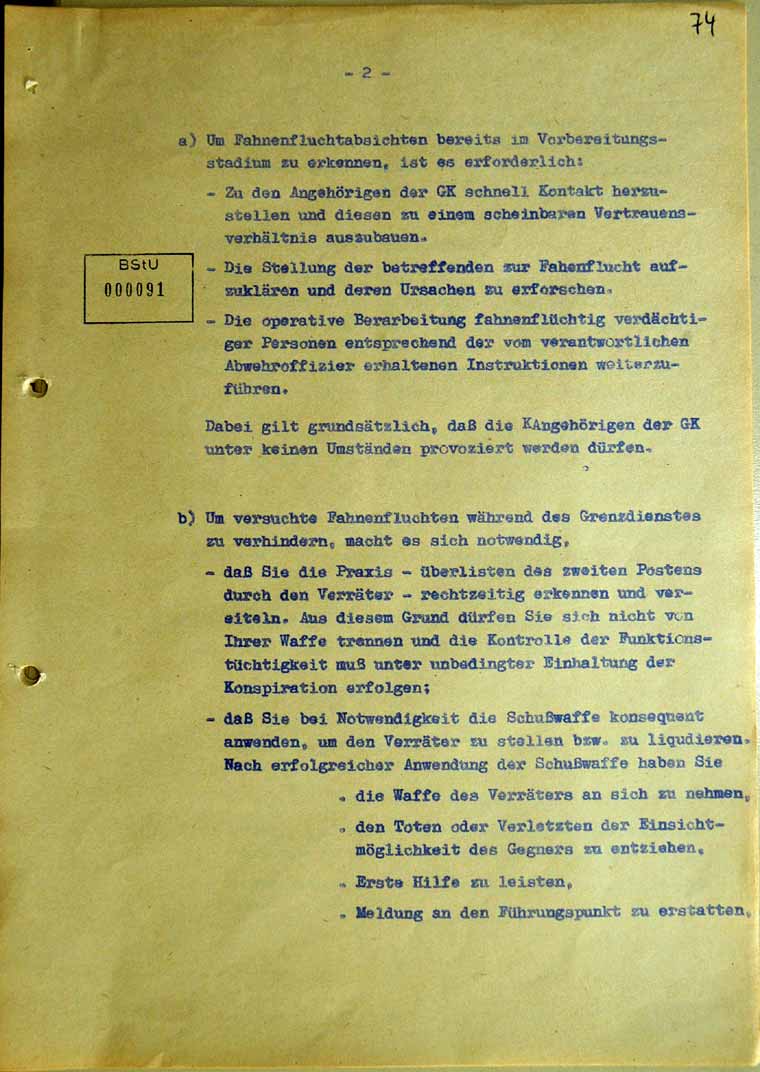 74
- 2 -
a) Um Fahnenfluchtabsichten bereits im Vorbereitungs-
stadium zu erkennen, ist es erforderlich:
- Zu den Angehörigen der GK schnell Kontakt herzu-
stellen und diesen zu einem scheinbaren Vertrauens-
verhältnis auszubauen.
BStU
000091
- Die Stellung der betreffenden zur Fahenflucht auf-
zuklären und deren Ursachen zu erforschen.
- Die operative Berarbeitung fahnenflüchtig verdächti-
ger Personen entsprechend der vom verantwortlichen
Abwehroffizier erhaltenen Instruktionen weiterzu-
führen.
Dabei gilt grundsätzlich, daß die KAngehörigen der GK
unter keinen Umständen provoziert werden dürfen.
b) Um versuchte Fahnenfluchten während des Grenzdienstes
zu verhindern, macht es sich notwendig,
- daß Sie die Praxis - überlisten des zweiten Postens
durch den Verräter - rechtzeitig erkennen und ver-
eiteln. Aus diesem Grund dürfen Sie sich nicht von
Ihrer Waffe trennen und die Kontrolle der Funktions-
tüchtigkeit muß unter unbedingter Einhaltung der
Konspiration erfolgen;
- daß Sie bei Notwendigkeit die Schußwaffe konsequent
anwenden, um den Verräter zu stellen bzw. zu liqudieren.
Nach erfolgreicher Anwendung der Schußwaffe haben Sie
. die Waffe des Verräters an sich zu nehmen,
. den Toten oder Verletzten der Einsicht-
möglichkeit des Gegners zu entziehen,
. Erste Hilfe zu leisten,
. Meldung an den Führungspunkt zu erstatten,